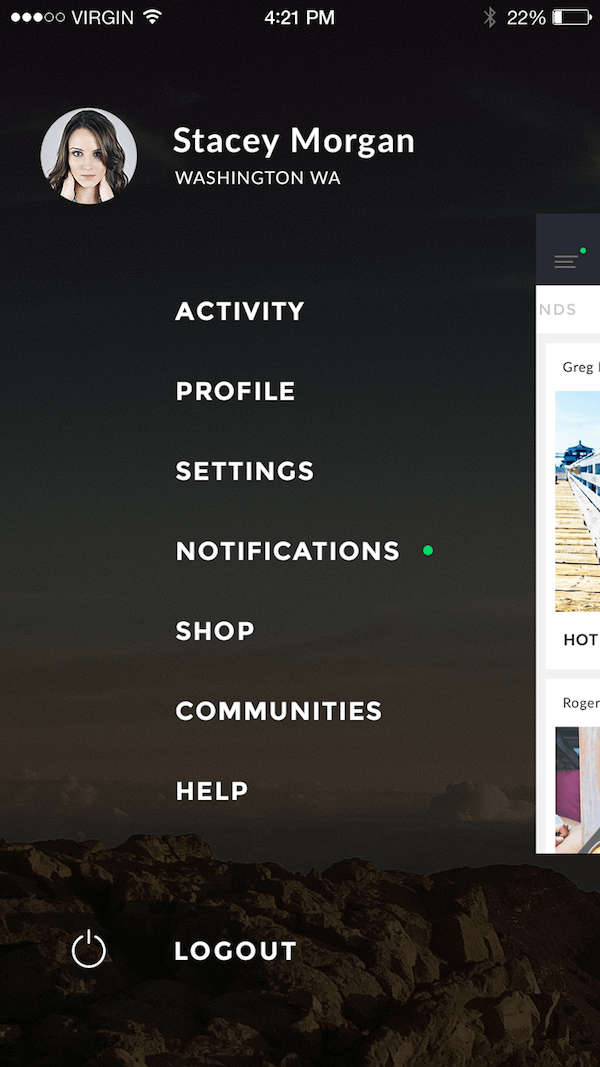 VIRGIN 4:21 PM 22%
Stacey Morgan
WASHINGTON WA
ACTIVITY
PROFILE
SETTINGS
NOTIFICATIONS
SHOP
COMMUNITIES
HELP
LOGOUT
NDS
Greg
HOT
Roger